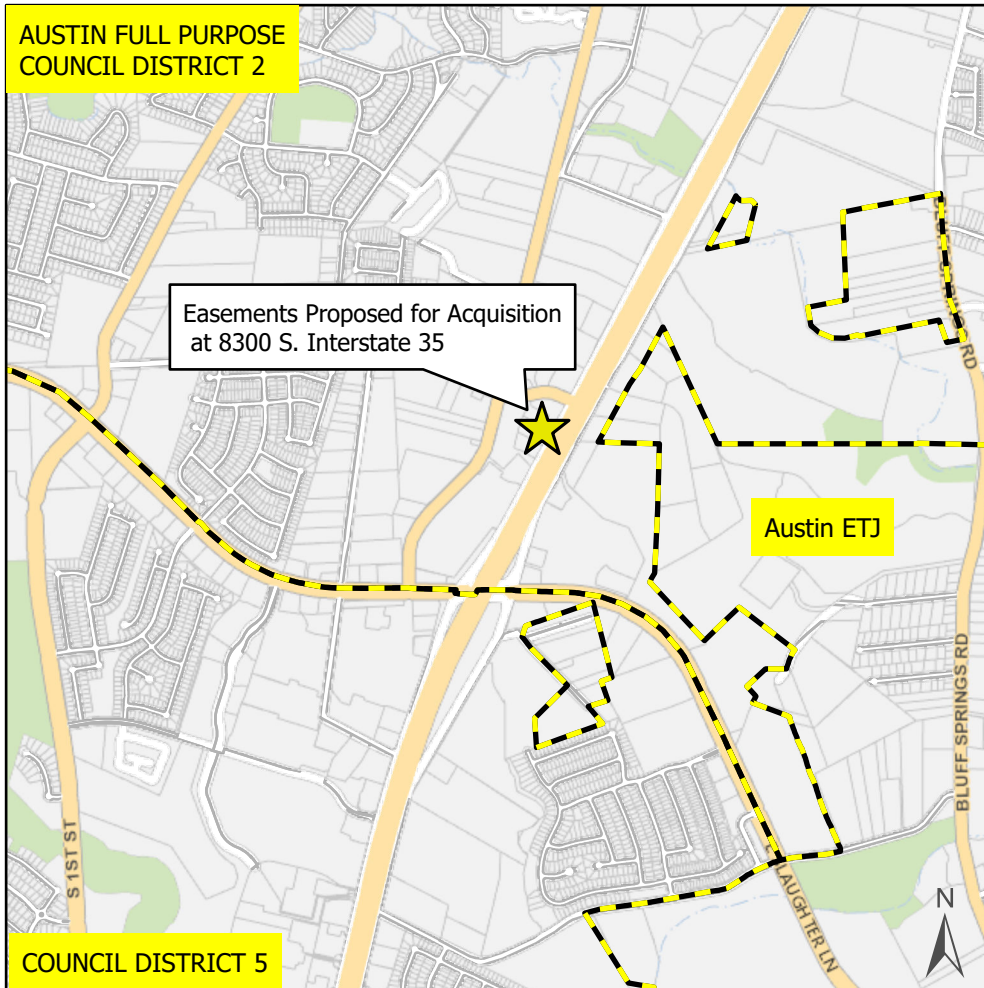 AUSTIN FULL PURPOSE
COUNCIL DISTRICT 2
Easements Proposed for Acquisition
at 8300 S. Interstate 35
Austin ETJ
BLUFF SPRINGS RD
S 1ST ST
SLAUGHTER LN
N
COUNCIL DISTRICT 5